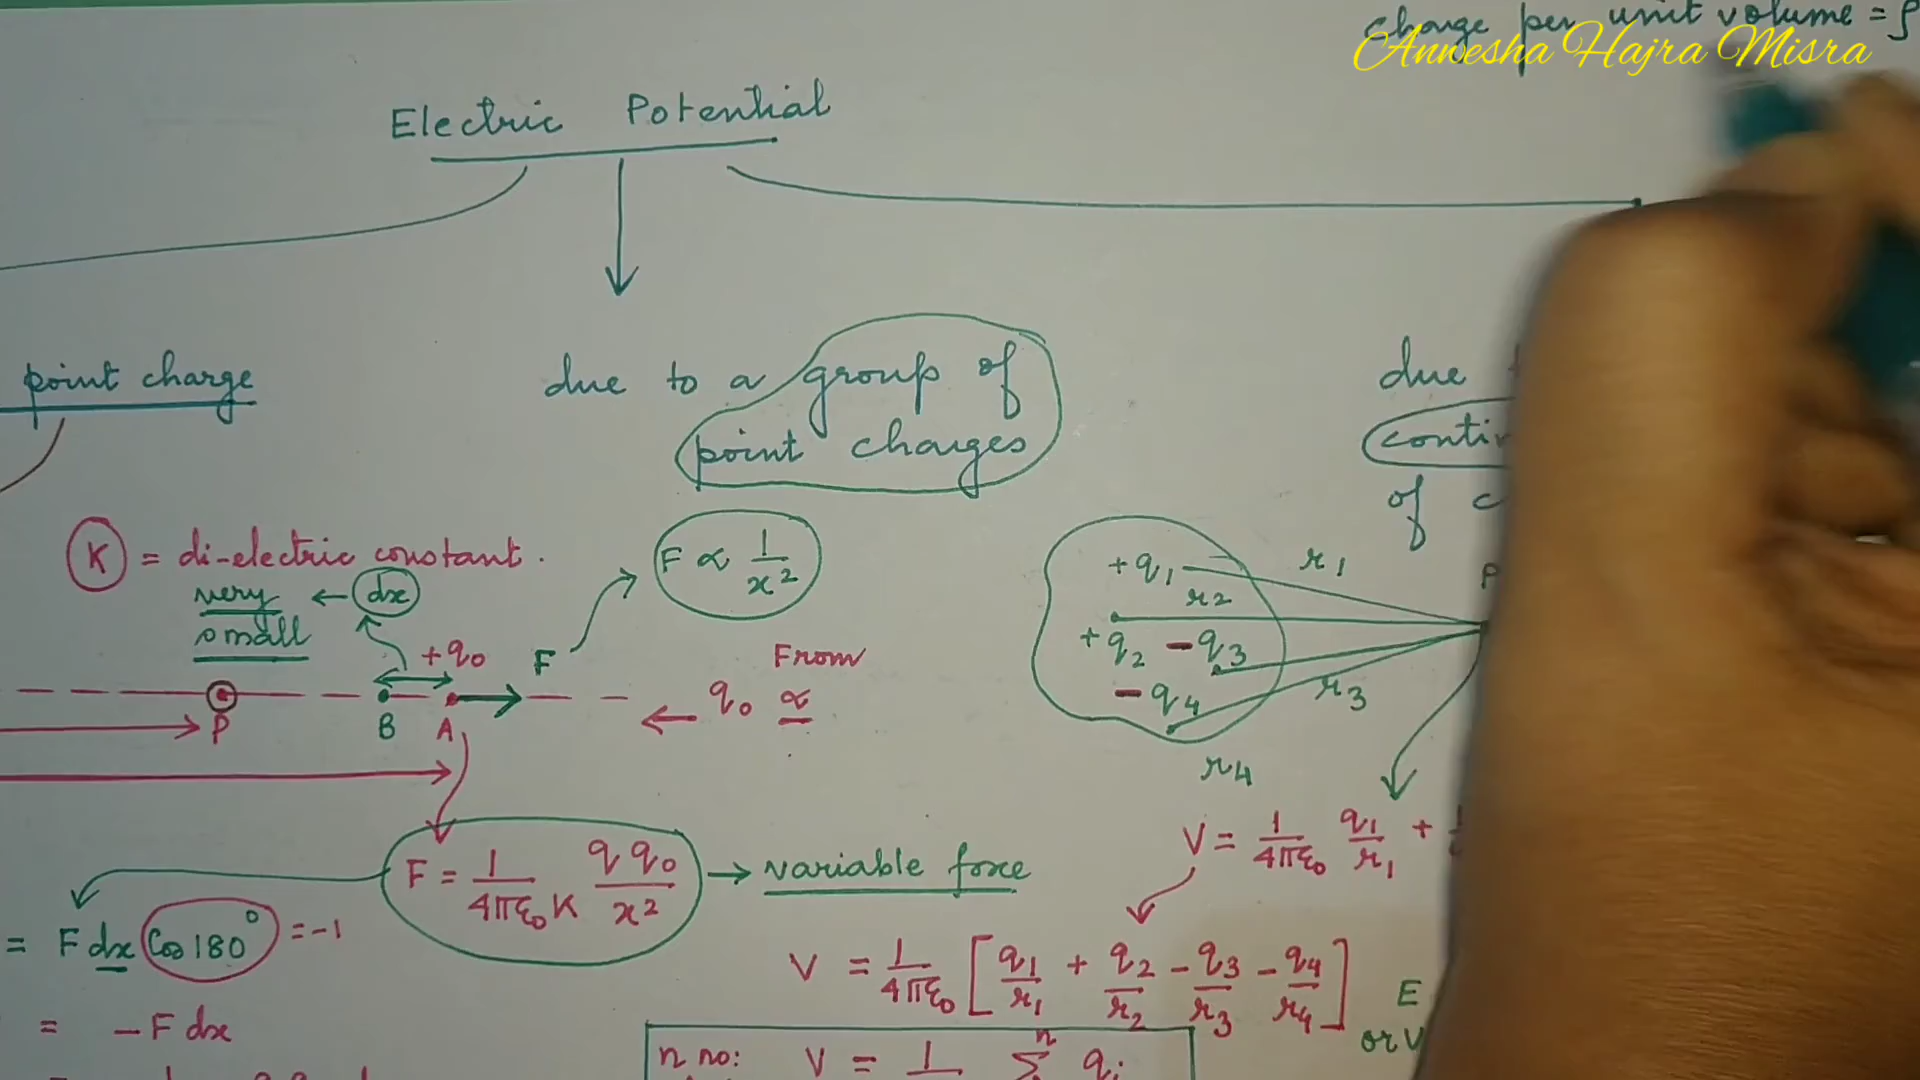 charge per unit volume = ρ
Annesha Hajra Misra
Electric Potential
point charge
due to a group of
point charges
due
of
K = di-electric constant.
F ∝ 1/x²
very ← dx
small
+q₀
F
From
← q₀ ∝
P B A
+q₁
r₁
r₂
+q₂ -q₃
-q₄
r₃
r₄
P
F = 1/4πε₀K qq₀/x² → variable force
V = 1/4πε₀ q₁/r₁ +
= F dx Cos 180° = -1
V = 1/4πε₀ [q₁/r₁ + q₂/r₂ - q₃/r₃ - q₄/r₄]
E
or V
= - F dx
n no: V = 1 Σ n qᵢ